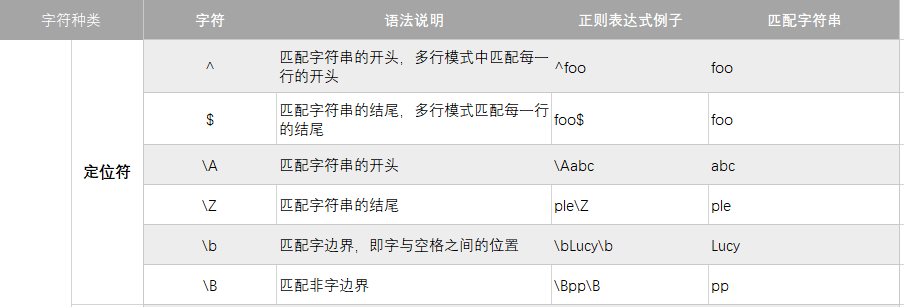 字符种类 字符 语法说明 正则表达式例子 匹配字符串
定位符
^ 匹配字符串的开头，多行模式中匹配每一行的开头 ^foo foo
$ 匹配字符串的结尾，多行模式匹配每一行的结尾 foo$ foo
\A 匹配字符串的开头 \Aabc abc
\Z 匹配字符串的结尾 ple\Z ple
\b 匹配字边界，即字与空格之间的位置 \bLucy\b Lucy
\B 匹配非字边界 \Bpp\B pp